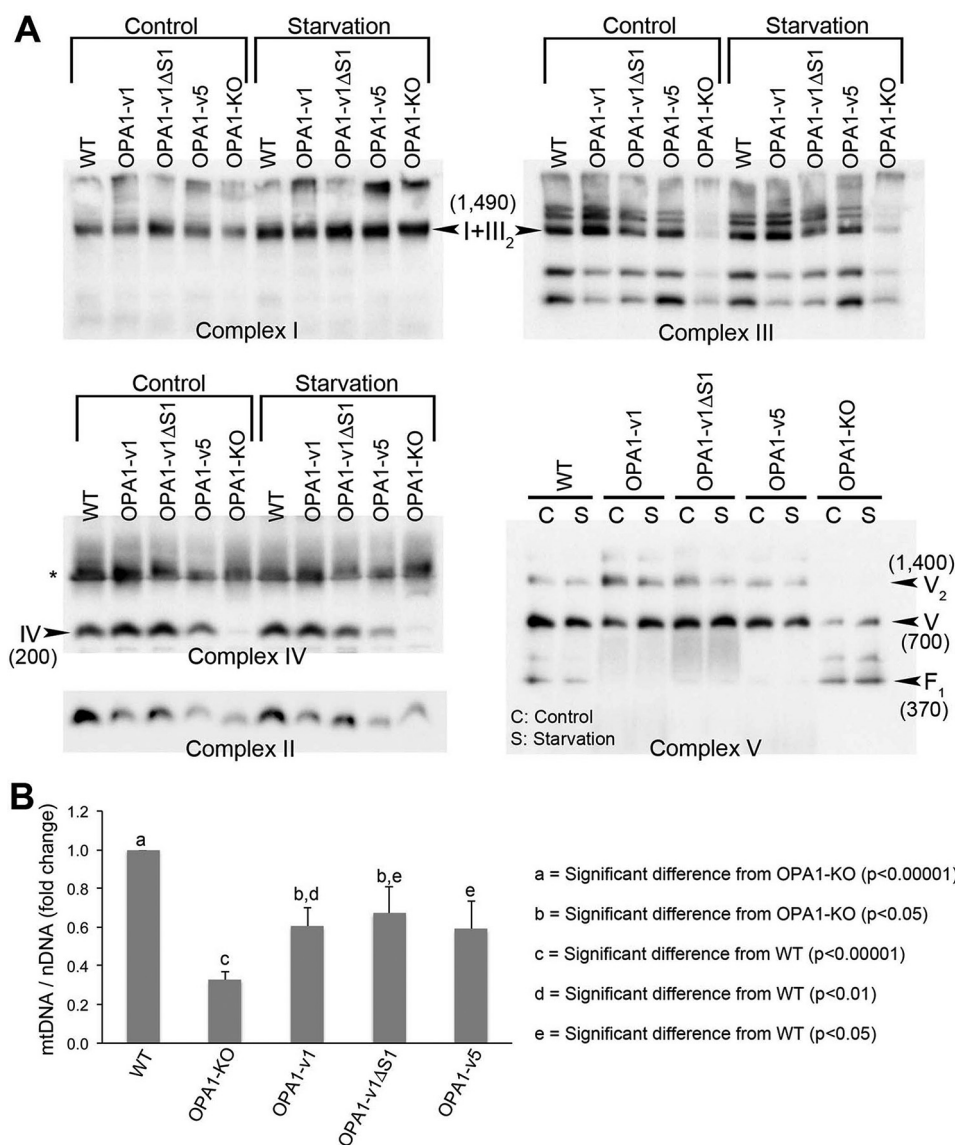 A
Control
Starvation
WT
OPA1-v1
OPA1-v1ΔS1
OPA1-v5
OPA1-KO
WT
OPA1-v1
OPA1-v1ΔS1
OPA1-v5
OPA1-KO
Complex I
(1,490)
I+III2
Control
Starvation
WT
OPA1-v1
OPA1-v1ΔS1
OPA1-v5
OPA1-KO
WT
OPA1-v1
OPA1-v1ΔS1
OPA1-v5
OPA1-KO
Complex III
Control
Starvation
WT
OPA1-v1
OPA1-v1ΔS1
OPA1-v5
OPA1-KO
WT
OPA1-v1
OPA1-v1ΔS1
OPA1-v5
OPA1-KO
*
IV
(200)
Complex IV
Complex II
WT
OPA1-v1
OPA1-v1ΔS1
OPA1-v5
OPA1-KO
C S C S C S C S C S
(1,400)
V2
V
(700)
F1
(370)
C: Control
S: Starvation
Complex V
B
mtDNA / nDNA (fold change)
1.2
1.0
0.8
0.6
0.4
0.2
0.0
a
c
b,d
b,e
e
WT
OPA1-KO
OPA1-v1
OPA1-v1ΔS1
OPA1-v5
a = Significant difference from OPA1-KO (p<0.00001)
b = Significant difference from OPA1-KO (p<0.05)
c = Significant difference from WT (p<0.00001)
d = Significant difference from WT (p<0.01)
e = Significant difference from WT (p<0.05)